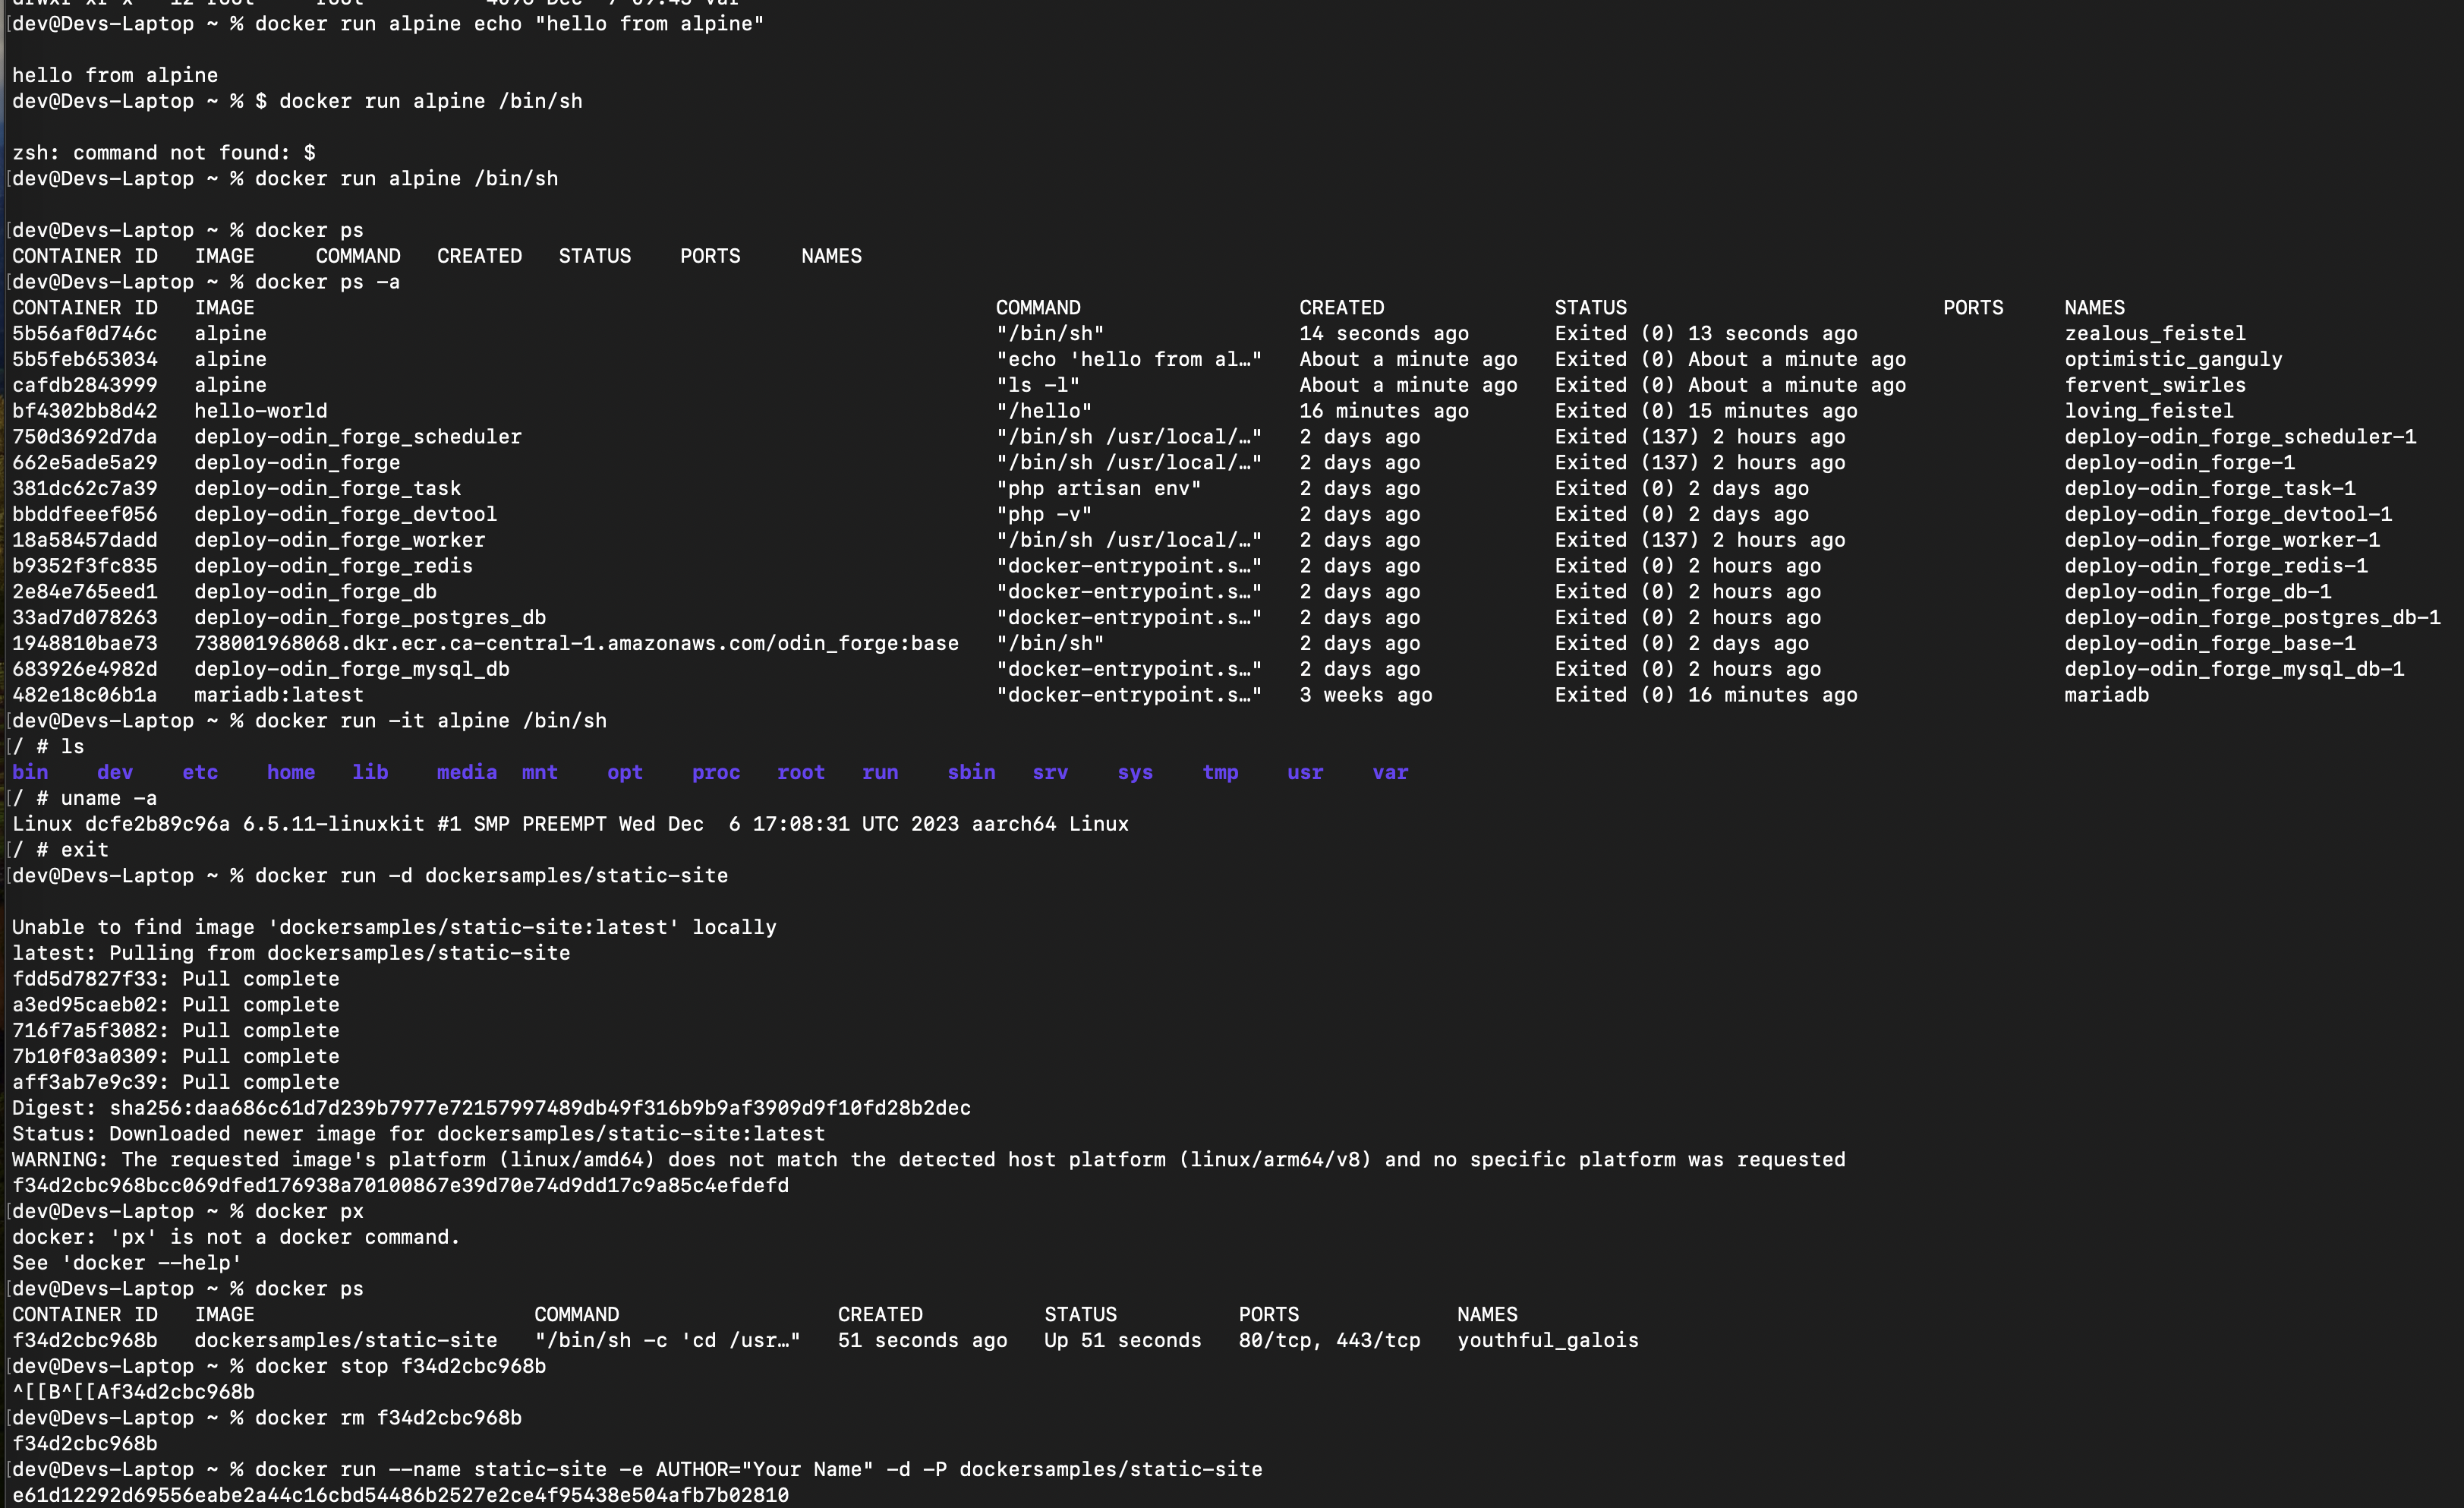 drwxr-xr-x   12 root     root          4096 Dec  7 09:43 var
[dev@Devs-Laptop ~ % docker run alpine echo "hello from alpine"
hello from alpine
dev@Devs-Laptop ~ % $ docker run alpine /bin/sh
zsh: command not found: $
[dev@Devs-Laptop ~ % docker run alpine /bin/sh
[dev@Devs-Laptop ~ % docker ps
CONTAINER ID   IMAGE     COMMAND   CREATED   STATUS    PORTS     NAMES
[dev@Devs-Laptop ~ % docker ps -a
CONTAINER ID   IMAGE   COMMAND   CREATED   STATUS   PORTS   NAMES
5b56af0d746c   alpine   "/bin/sh"   14 seconds ago   Exited (0) 13 seconds ago   zealous_feistel
5b5feb653034   alpine   "echo 'hello from al…"   About a minute ago   Exited (0) About a minute ago   optimistic_ganguly
cafdb2843999   alpine   "ls -l"   About a minute ago   Exited (0) About a minute ago   fervent_swirles
bf4302bb8d42   hello-world   "/hello"   16 minutes ago   Exited (0) 15 minutes ago   loving_feistel
750d3692d7da   deploy-odin_forge_scheduler   "/bin/sh /usr/local/…"   2 days ago   Exited (137) 2 hours ago   deploy-odin_forge_scheduler-1
662e5ade5a29   deploy-odin_forge   "/bin/sh /usr/local/…"   2 days ago   Exited (137) 2 hours ago   deploy-odin_forge-1
381dc62c7a39   deploy-odin_forge_task   "php artisan env"   2 days ago   Exited (0) 2 days ago   deploy-odin_forge_task-1
bbddfeeef056   deploy-odin_forge_devtool   "php -v"   2 days ago   Exited (0) 2 days ago   deploy-odin_forge_devtool-1
18a58457dadd   deploy-odin_forge_worker   "/bin/sh /usr/local/…"   2 days ago   Exited (137) 2 hours ago   deploy-odin_forge_worker-1
b9352f3fc835   deploy-odin_forge_redis   "docker-entrypoint.s…"   2 days ago   Exited (0) 2 hours ago   deploy-odin_forge_redis-1
2e84e765eed1   deploy-odin_forge_db   "docker-entrypoint.s…"   2 days ago   Exited (0) 2 hours ago   deploy-odin_forge_db-1
33ad7d078263   deploy-odin_forge_postgres_db   "docker-entrypoint.s…"   2 days ago   Exited (0) 2 hours ago   deploy-odin_forge_postgres_db-1
1948810bae73   738001968068.dkr.ecr.ca-central-1.amazonaws.com/odin_forge:base   "/bin/sh"   2 days ago   Exited (0) 2 days ago   deploy-odin_forge_base-1
683926e4982d   deploy-odin_forge_mysql_db   "docker-entrypoint.s…"   2 days ago   Exited (0) 2 hours ago   deploy-odin_forge_mysql_db-1
482e18c06b1a   mariadb:latest   "docker-entrypoint.s…"   3 weeks ago   Exited (0) 16 minutes ago   mariadb
[dev@Devs-Laptop ~ % docker run -it alpine /bin/sh
[/ # ls
bin    dev    etc    home   lib    media  mnt    opt    proc   root   run    sbin   srv    sys    tmp    usr    var
[/ # uname -a
Linux dcfe2b89c96a 6.5.11-linuxkit #1 SMP PREEMPT Wed Dec  6 17:08:31 UTC 2023 aarch64 Linux
[/ # exit
[dev@Devs-Laptop ~ % docker run -d dockersamples/static-site
Unable to find image 'dockersamples/static-site:latest' locally
latest: Pulling from dockersamples/static-site
fdd5d7827f33: Pull complete
a3ed95caeb02: Pull complete
716f7a5f3082: Pull complete
7b10f03a0309: Pull complete
aff3ab7e9c39: Pull complete
Digest: sha256:daa686c61d7d239b7977e72157997489db49f316b9b9af3909d9f10fd28b2dec
Status: Downloaded newer image for dockersamples/static-site:latest
WARNING: The requested image's platform (linux/amd64) does not match the detected host platform (linux/arm64/v8) and no specific platform was requested
f34d2cbc968bcc069dfed176938a70100867e39d70e74d9dd17c9a85c4efdefd
[dev@Devs-Laptop ~ % docker px
docker: 'px' is not a docker command.
See 'docker --help'
[dev@Devs-Laptop ~ % docker ps
CONTAINER ID   IMAGE                       COMMAND                  CREATED          STATUS          PORTS             NAMES
f34d2cbc968b   dockersamples/static-site   "/bin/sh -c 'cd /usr…"   51 seconds ago   Up 51 seconds   80/tcp, 443/tcp   youthful_galois
[dev@Devs-Laptop ~ % docker stop f34d2cbc968b
^[[B^[[Af34d2cbc968b
[dev@Devs-Laptop ~ % docker rm f34d2cbc968b
f34d2cbc968b
[dev@Devs-Laptop ~ % docker run --name static-site -e AUTHOR="Your Name" -d -P dockersamples/static-site
e61d12292d69556eabe2a44c16cbd54486b2527e2ce4f95438e504afb7b02810